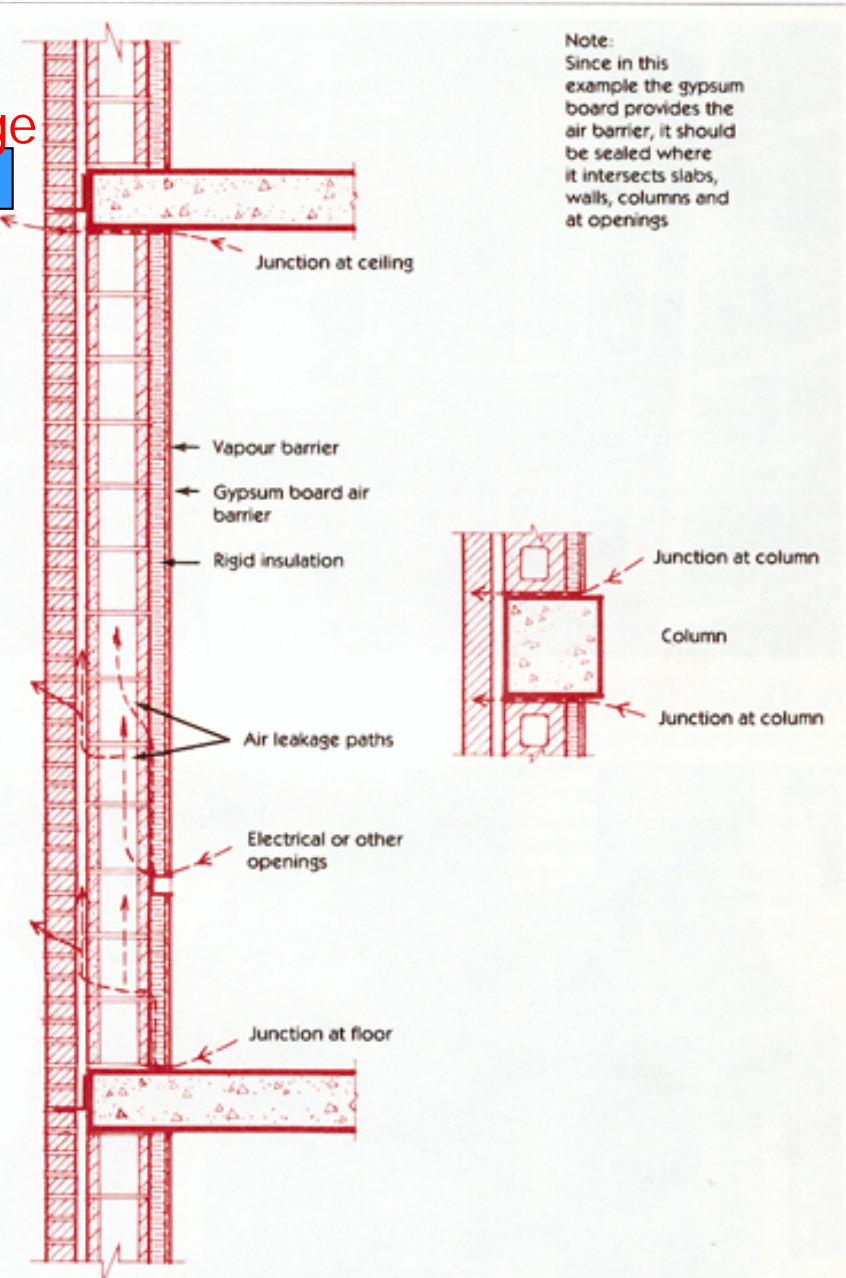 ge
Note:
Since in this
example the gypsum
board provides the
air barrier, it should
be sealed where
it intersects slabs,
walls, columns and
at openings
Junction at ceiling
Vapour barrier
Gypsum board air
barrier
Rigid insulation
Junction at column
Column
Junction at column
Air leakage paths
Electrical or other
openings
Junction at floor